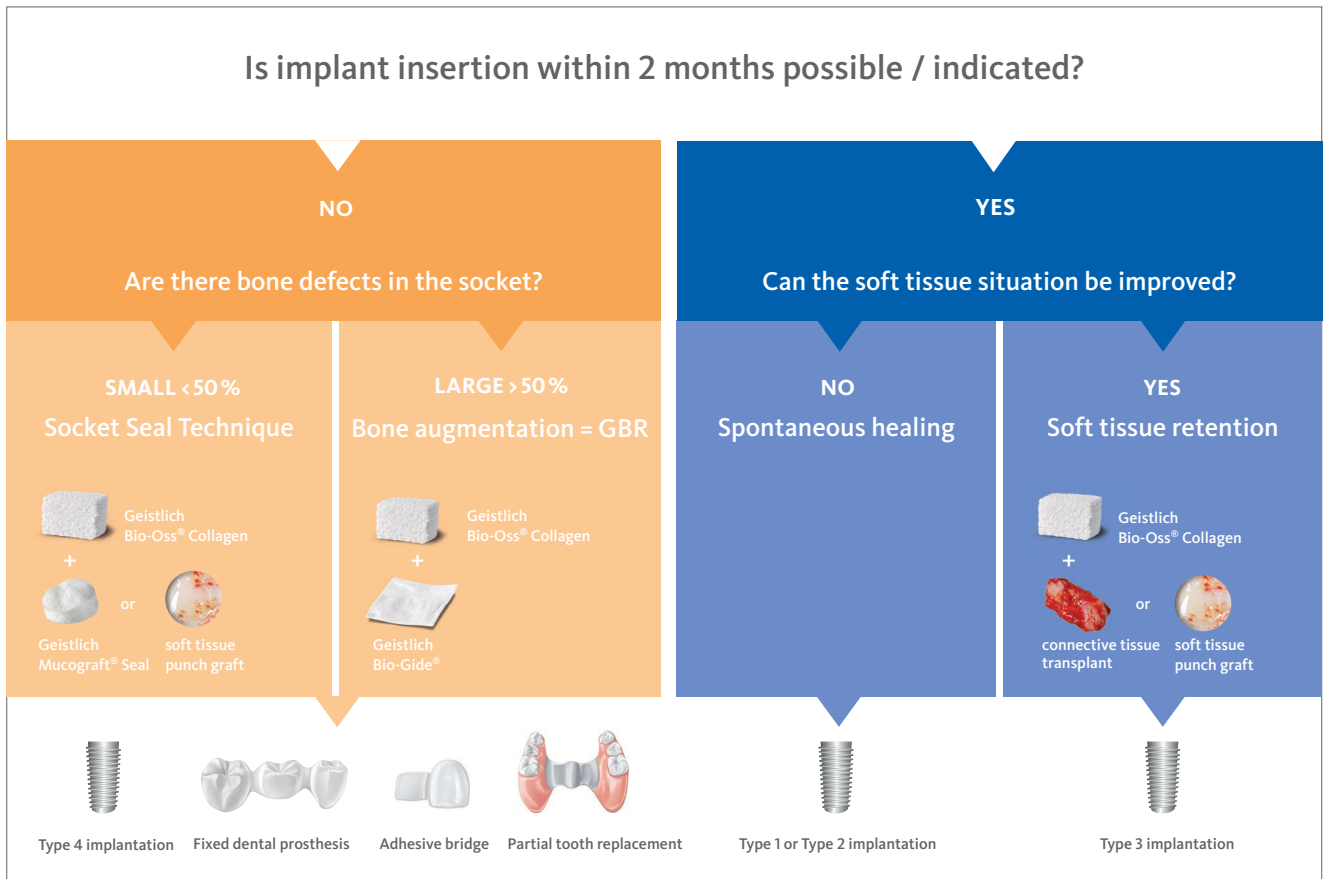 Is implant insertion within 2 months possible / indicated?
NO
Are there bone defects in the socket?
SMALL < 50 %
Socket Seal Technique
Geistlich
Bio-Oss® Collagen
+
or
Geistlich
Mucograft® Seal
soft tissue
punch graft
LARGE > 50 %
Bone augmentation = GBR
Geistlich
Bio-Oss® Collagen
+
Geistlich
Bio-Gide®
Type 4 implantation
Fixed dental prosthesis
Adhesive bridge
Partial tooth replacement
YES
Can the soft tissue situation be improved?
NO
Spontaneous healing
Type 1 or Type 2 implantation
YES
Soft tissue retention
Geistlich
Bio-Oss® Collagen
+
or
connective tissue
transplant
soft tissue
punch graft
Type 3 implantation